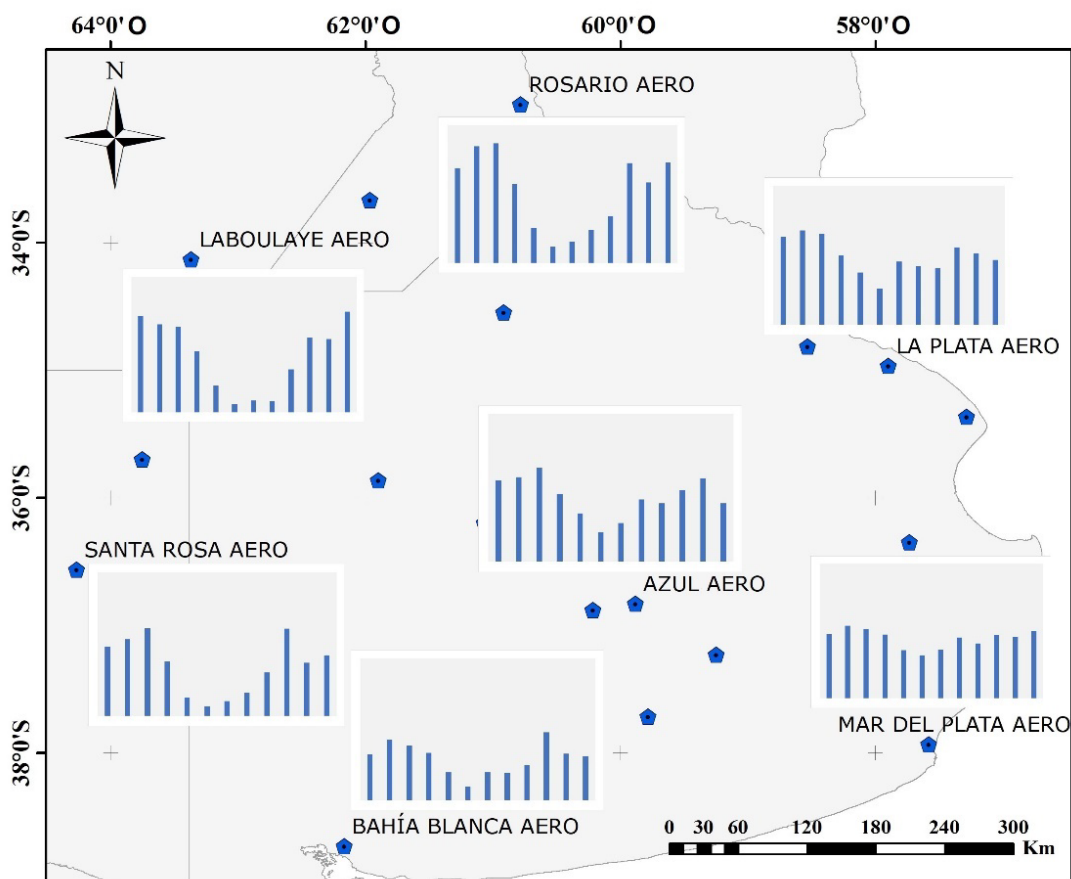 64°0'O 62°0'O 60°0'O 58°0'O
N
ROSARIO AERO
34°0'S
LABOULAYE AERO
LA PLATA AERO
36°0'S
SANTA ROSA AERO
AZUL AERO
MAR DEL PLATA AERO
38°0'S
BAHÍA BLANCA AERO
0 30 60 120 180 240 300
Km